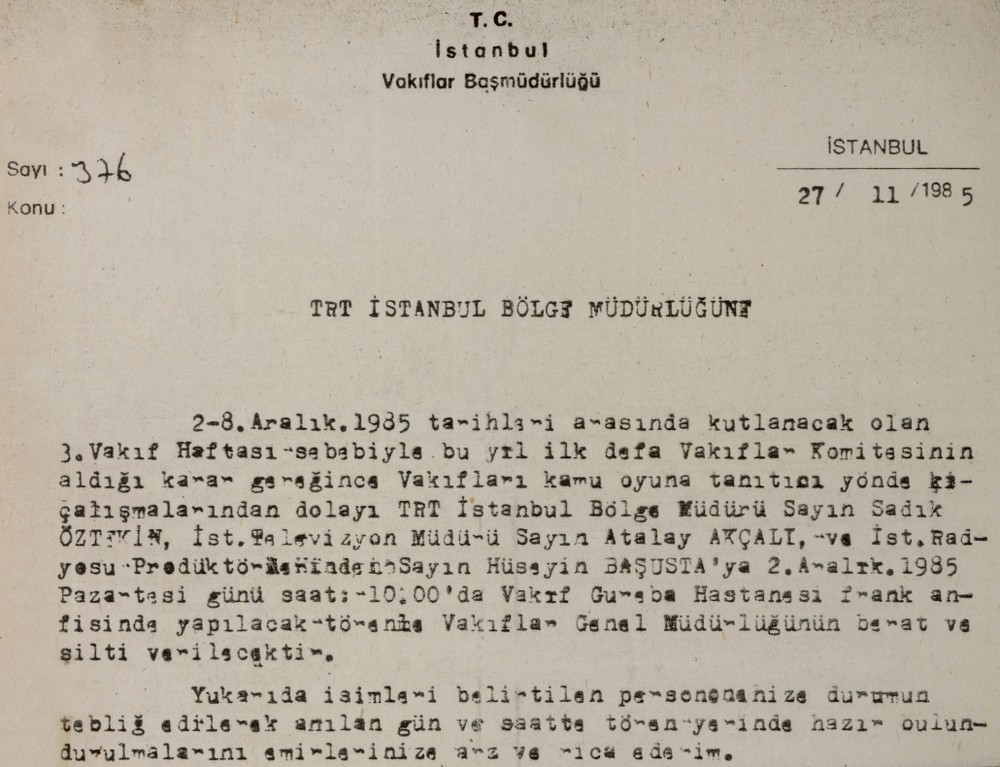 T. C.
İstanbul
Vakıflar Başmüdürlüğü
İSTANBUL
Sayı : 376
27 / 11 /1985
Konu :
TRT İSTANBUL BÖLGE MÜDÜRLÜĞÜNE
2-8.Aralık.1985 tarihleri arasında kutlanacak olan
3.Vakıf Haftası sebebiyle bu yıl ilk defa Vakıflar Komitesinin
aldığı karar gereğince Vakıfları kamu oyuna tanıtıcı yönde ki-
çalışmalarından dolayı TRT İstanbul Bölge Müdürü Sayın Sadık
ÖZTEKİN, İst.Televizyon Müdürü Sayın Atalay AKÇALI, ve İst.Rad-
yosu Prodüktörlerinden Sayın Hüseyin BAŞUSTA'ya 2.Aralık.1985
Pazartesi günü saat:-10.00'da Vakıf Gureba Hastanesi frank an-
fisinde yapılacak törenle Vakıflar Genel Müdürlüğünün berat ve
silti verilecektir.
Yukarıda isimleri belirtilen personenanize durumun
tebliğ edilerek anılan gün ve saatte tören yerinde hazır bulun-
durulmalarını emirlerinize arz ve rica ederim.